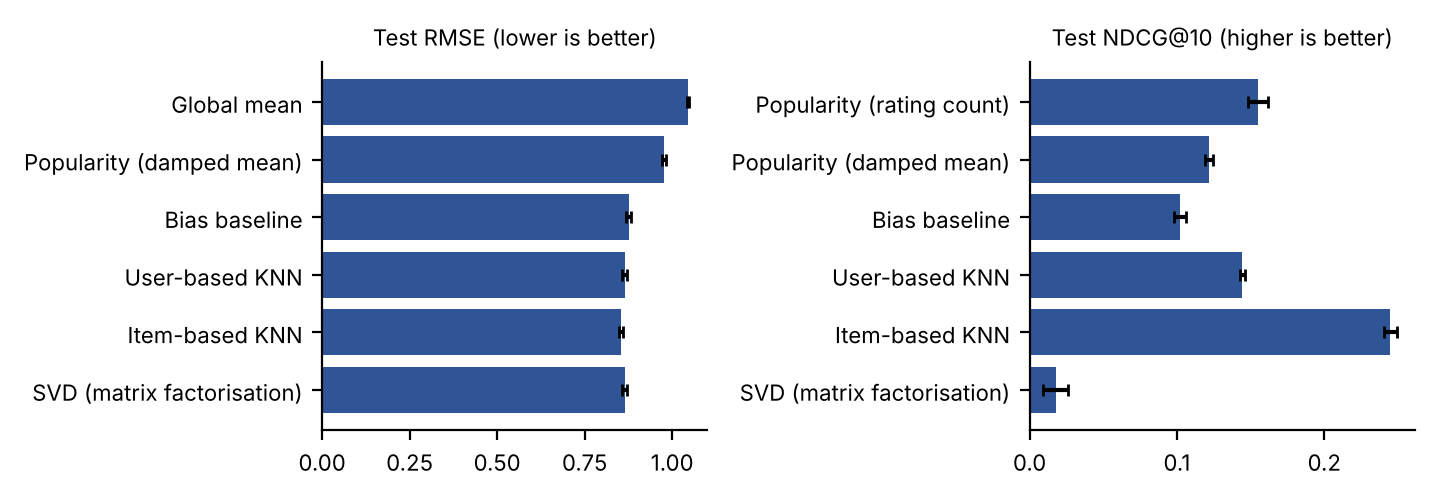 Test RMSE (lower is better)
Global mean
Popularity (damped mean)
Bias baseline
User-based KNN
Item-based KNN
SVD (matrix factorisation)
0.00 0.25 0.50 0.75 1.00
Test NDCG@10 (higher is better)
Popularity (rating count)
Popularity (damped mean)
Bias baseline
User-based KNN
Item-based KNN
SVD (matrix factorisation)
0.0 0.1 0.2